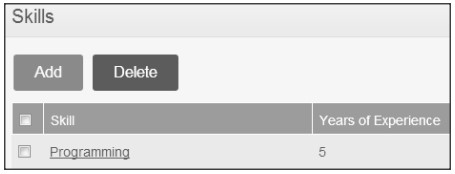 Skills
Add Delete
Skill Years of Experience
Programming 5